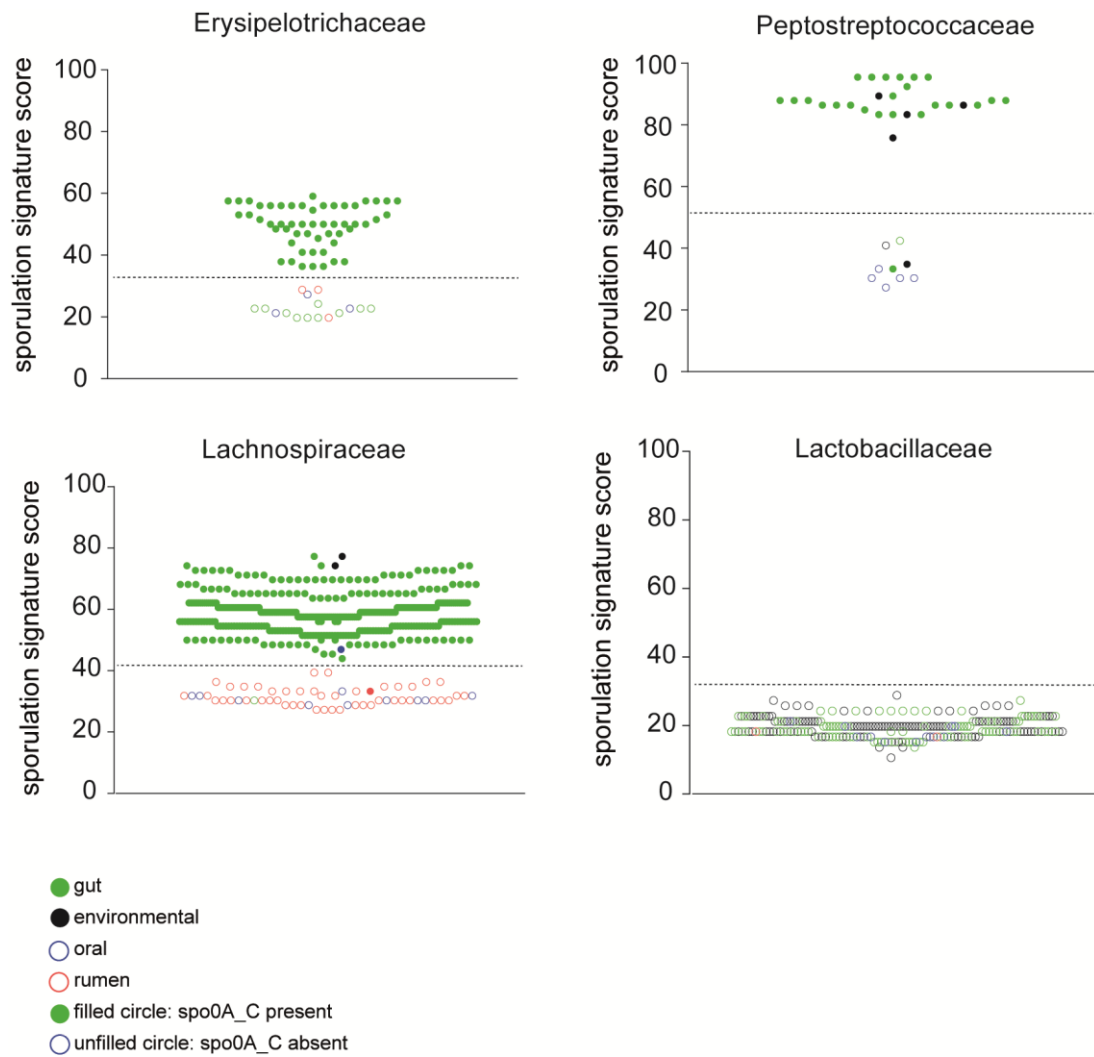 Erysipelotrichaceae
sporulation signature score
100
80
60
40
20
0
Peptostreptococcaceae
sporulation signature score
100
80
60
40
20
0
Lachnospiraceae
sporulation signature score
100
80
60
40
20
0
Lactobacillaceae
sporulation signature score
100
80
60
40
20
0
gut
environmental
oral
rumen
filled circle: spo0A_C present
unfilled circle: spo0A_C absent